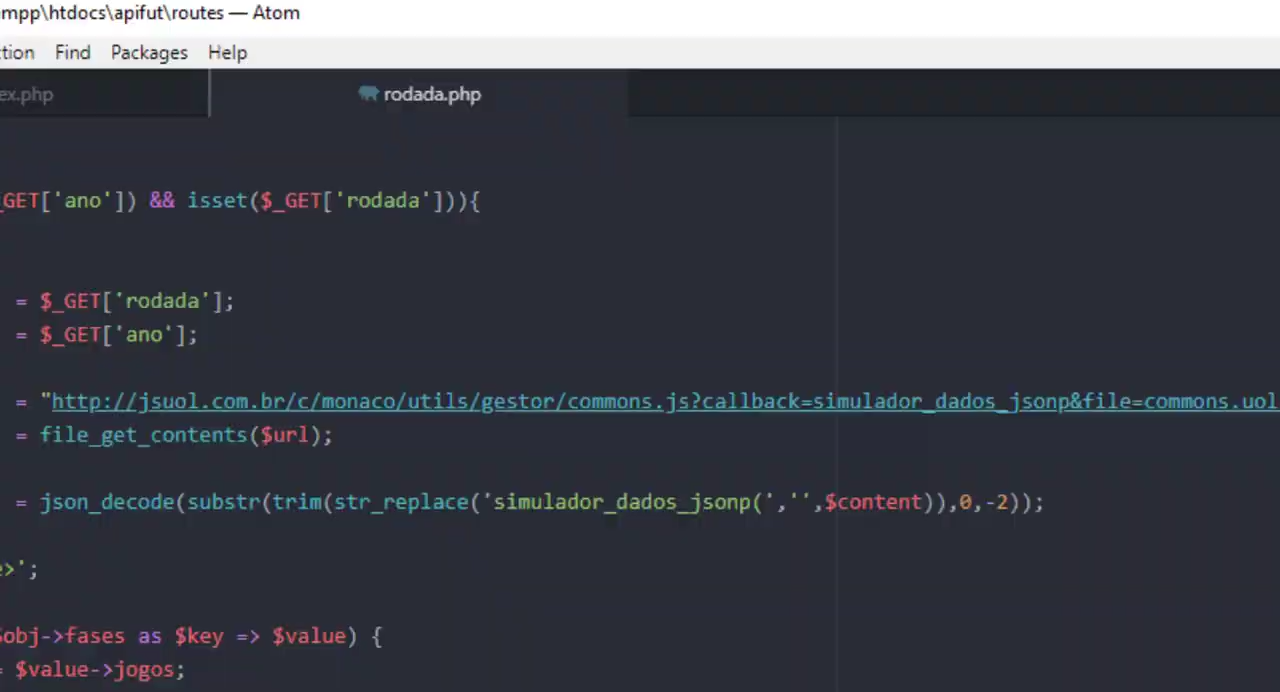 mpp\htdocs\apifut\routes — Atom
ction Find Packages Help
ex.php rodada.php
_GET['ano']) && isset($_GET['rodada'])){
= $_GET['rodada'];
= $_GET['ano'];
= "http://jsuol.com.br/c/monaco/utils/gestor/commons.js?callback=simulador_dados_jsonp&file=commons.uol
= file_get_contents($url);
= json_decode(substr(trim(str_replace('simulador_dados_jsonp(','',$content)),0,-2));
e>';
$obj->fases as $key => $value) {
= $value->jogos;